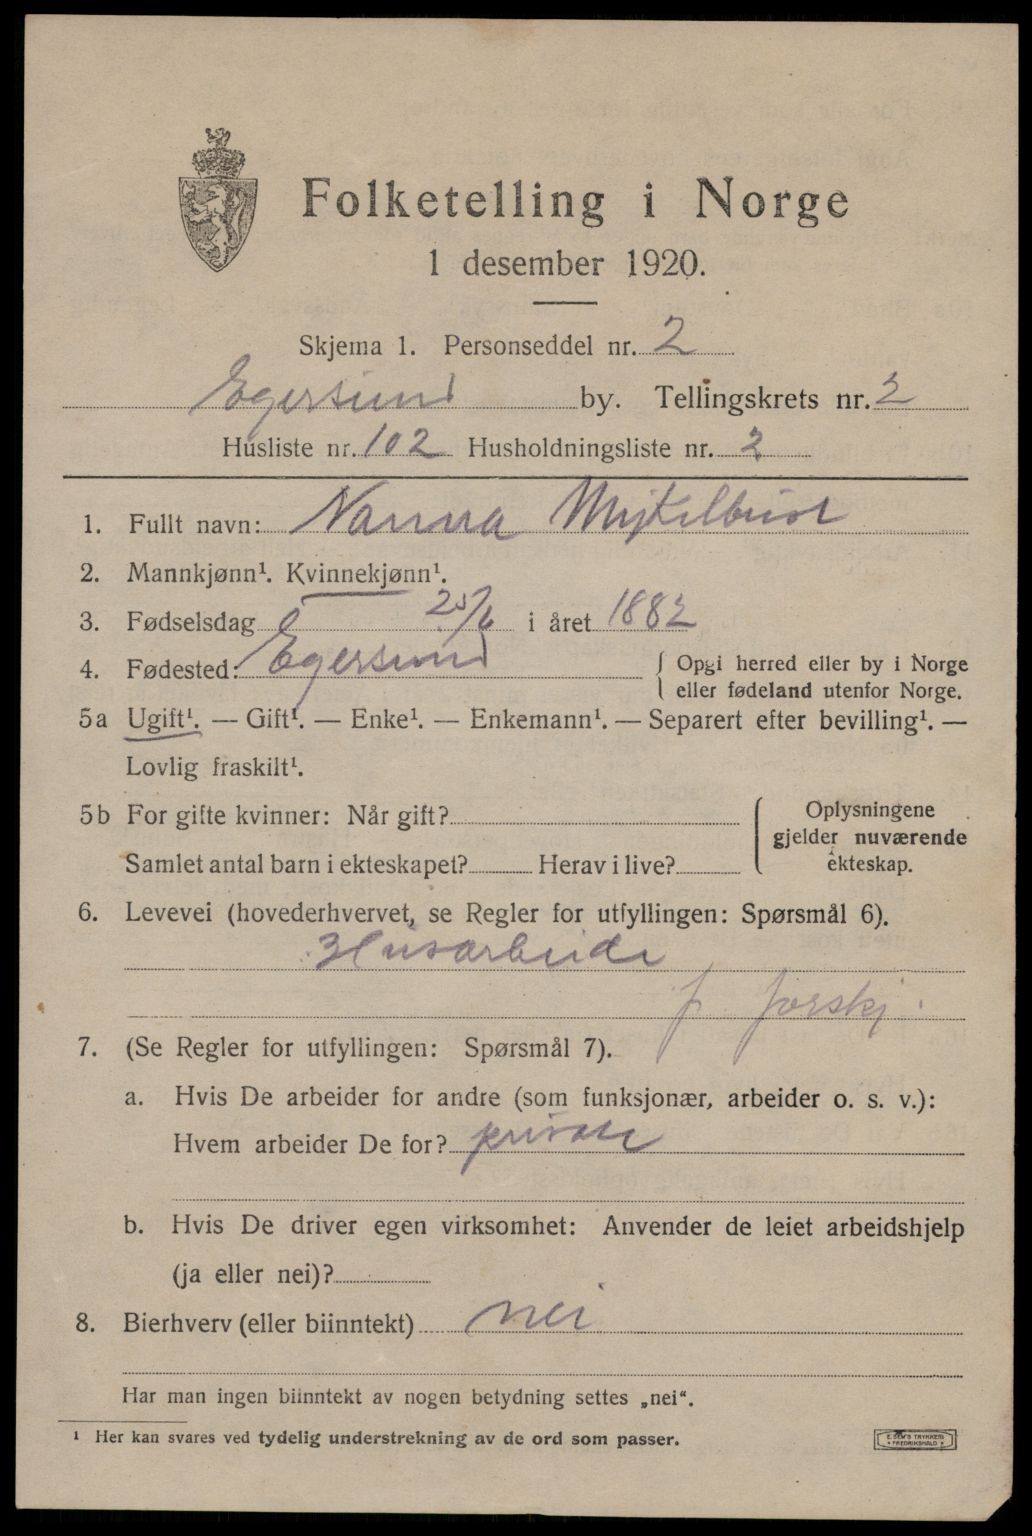 Folketelling i Norge
1 desember 1920.
Skjema 1. Personseddel nr. 2
Egersund by. Tellingskrets nr. 2
Husliste nr. 102 Husholdningsliste nr. 2
1. Fullt navn: Nanna
2. Mannkjønn¹. Kvinnekjønn¹.
3. Fødselsdag 25/6 i året 1882
4. Fødested: Egersund { Opgi herred eller by i Norge
eller fødeland utenfor Norge.
5a Ugift¹. — Gift¹. — Enke¹. — Enkemann¹. — Separert efter bevilling¹. —
Lovlig fraskilt¹.
5b For gifte kvinner: Når gift?
Samlet antal barn i ekteskapet? Herav i live?
{ Oplysningene
gjelder nuværende
ekteskap.
6. Levevei (hovederhvervet, se Regler for utfyllingen: Spørsmål 6).
Husarbeide
f. forskj.
7. (Se Regler for utfyllingen: Spørsmål 7).
a. Hvis De arbeider for andre (som funksjonær, arbeider o. s. v.):
Hvem arbeider De for? private
b. Hvis De driver egen virksomhet: Anvender de leiet arbeidshjelp
(ja eller nei)?
8. Bierhverv (eller biinntekt) nei
Har man ingen biinntekt av nogen betydning settes „nei“.
¹ Her kan svares ved tydelig understrekning av de ord som passer.
E. SEM'S TRYKKERI
FREDRIKSHALD